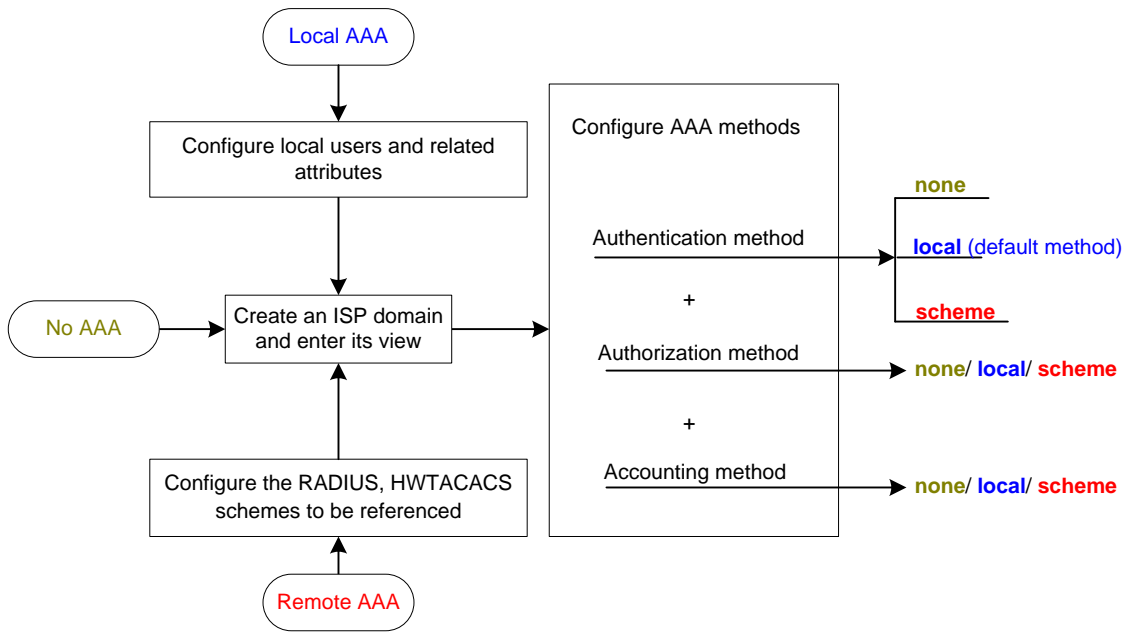 Local AAA
Configure local users and related
attributes
No AAA
Create an ISP domain
and enter its view
Configure the RADIUS, HWTACACS
schemes to be referenced
Remote AAA
Configure AAA methods
Authentication method
+
Authorization method
+
Accounting method
none
local (default method)
scheme
none/ local/ scheme
none/ local/ scheme